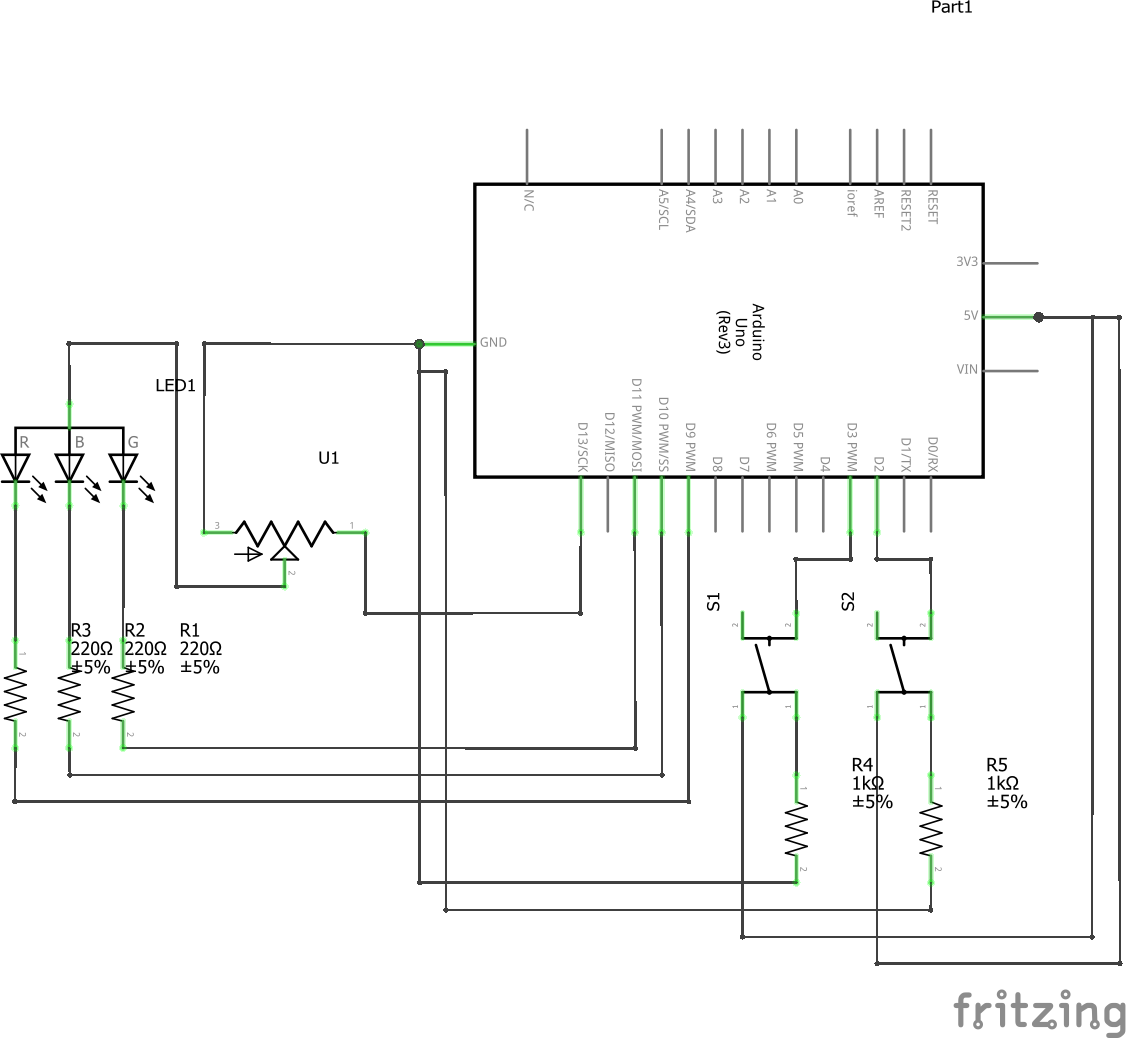 Part1
N/C
A5/SCL
A4/SDA
A3
A2
A1
A0
ioref
AREF
RESET2
RESET
3V3
5V
VIN
GND
Arduino
Uno
(Rev3)
D13/SCK
D12/MISO
D11 PWM/MOSI
D10 PWM/SS
D9 PWM
D8
D7
D6 PWM
D5 PWM
D4
D3 PWM
D2
D1/TX
D0/RX
LED1
R
B
G
U1
3
1
2
S1
2
2
1
1
S2
2
2
1
1
R3
220Ω
±5%
R2
220Ω
±5%
R1
220Ω
±5%
1
2
2
2
R4
1kΩ
±5%
1
2
R5
1kΩ
±5%
1
2
fritzing